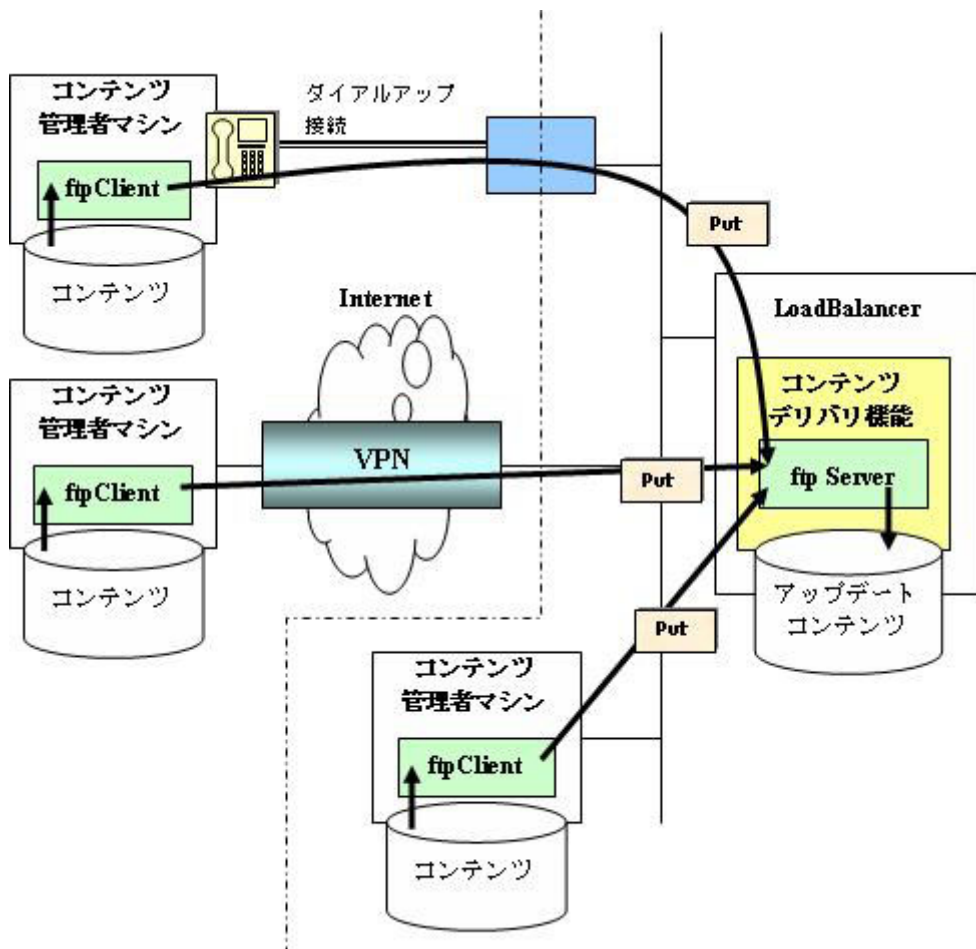 コンテンツ
管理者マシン
ftpClient
コンテンツ
ダイアルアップ
接続
Put
LoadBalancer
コンテンツ
デリバリ機能
ftp Server
アップデート
コンテンツ
Internet
VPN
Put
コンテンツ
管理者マシン
ftpClient
コンテンツ
Put
コンテンツ
管理者マシン
ftpClient
コンテンツ